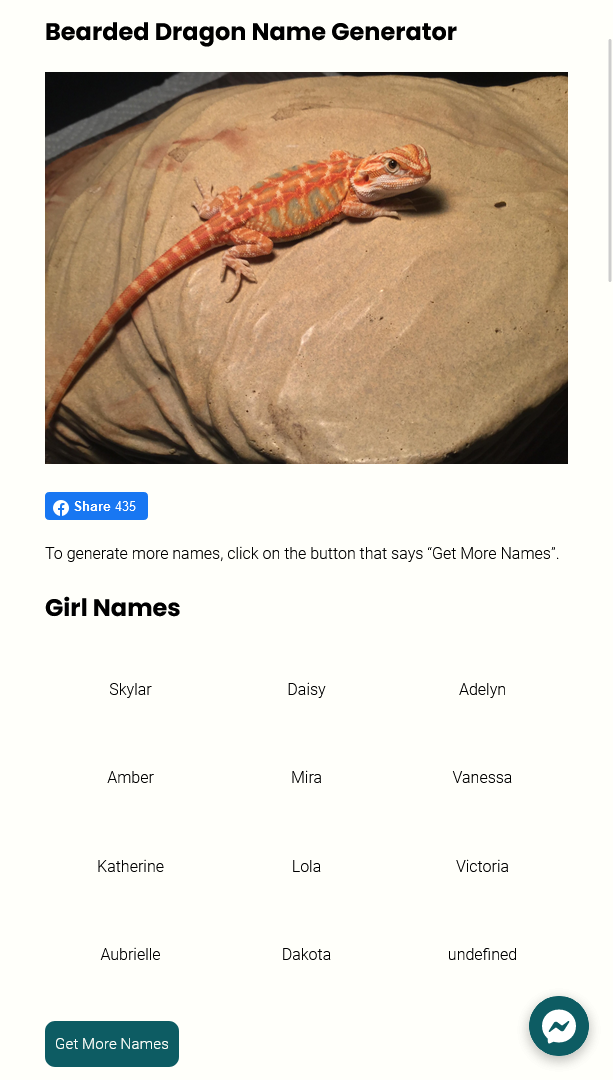 Bearded Dragon Name Generator
Share 435
To generate more names, click on the button that says “Get More Names”.
Girl Names
Skylar Daisy Adelyn
Amber Mira Vanessa
Katherine Lola Victoria
Aubrielle Dakota undefined
Get More Names